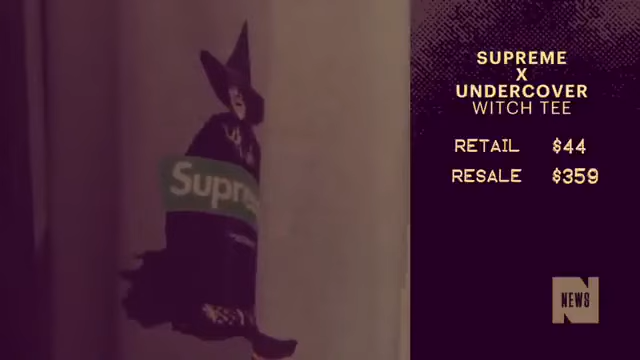 Supre
SUPREME
X
UNDERCOVER
WITCH TEE
RETAIL $44
RESALE $359
N
NEWS